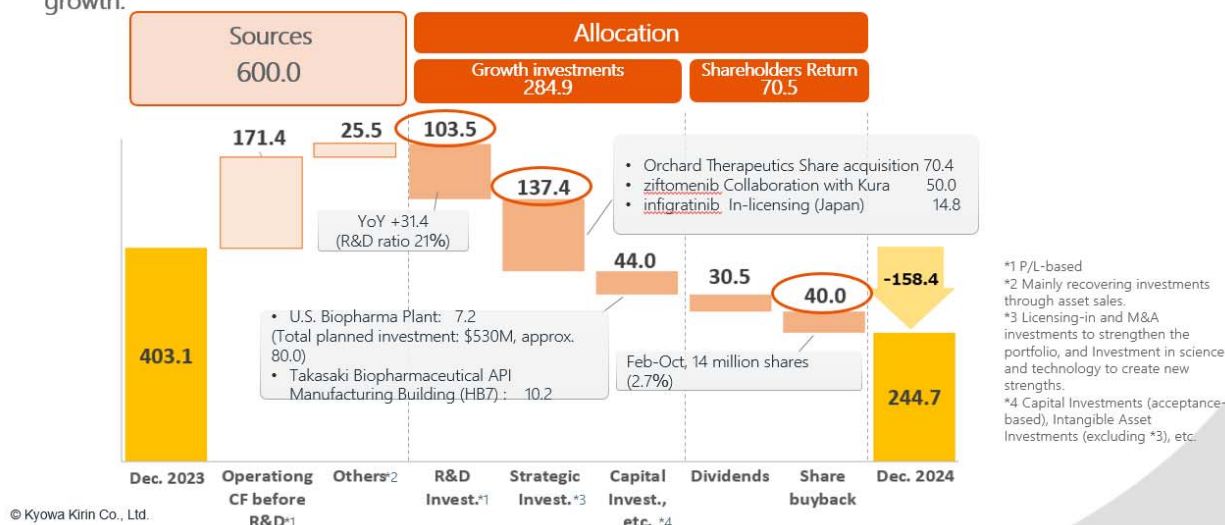 growth.
Sources
600.0
Allocation
Growth investments
284.9
Shareholders Return
70.5
171.4
25.5
103.5
137.4
44.0
30.5
40.0
-158.4
403.1
244.7
YoY +31.4
(R&D ratio 21%)
• Orchard Therapeutics Share acquisition 70.4
• ziftomenib Collaboration with Kura 50.0
• infigratinib In-licensing (Japan) 14.8
• U.S. Biopharma Plant: 7.2
(Total planned investment: $530M, approx.
80.0)
• Takasaki Biopharmaceutical API
Manufacturing Building (HB7) : 10.2
Feb-Oct, 14 million shares
(2.7%)
Dec. 2023
Operationg
CF before
R&D*1
Others*2
R&D
Invest.*1
Strategic
Invest. *3
Capital
Invest.,
etc. *4
Dividends
Share
buyback
Dec. 2024
*1 P/L-based
*2 Mainly recovering investments
through asset sales.
*3 Licensing-in and M&A
investments to strengthen the
portfolio, and Investment in science
and technology to create new
strengths.
*4 Capital Investments (acceptance-
based), Intangible Asset
Investments (excluding *3), etc.
© Kyowa Kirin Co., Ltd.